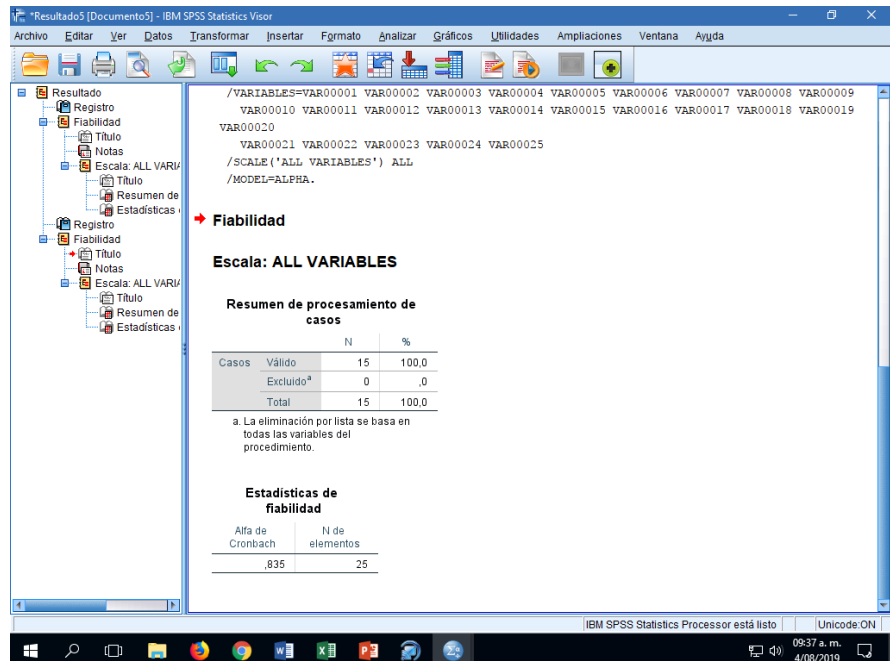 *Resultado5 [Documento5] - IBM SPSS Statistics Visor
Archivo Editar Ver Datos Transformar Insertar Formato Analizar Gráficos Utilidades Ampliaciones Ventana Ayuda
Resultado
Registro
Fiabilidad
Título
Notas
Escala: ALL VARIA
Título
Resumen de
Estadísticas
Registro
Fiabilidad
Título
Notas
Escala: ALL VARIA
Título
Resumen de
Estadísticas
/VARIABLES=VAR00001 VAR00002 VAR00003 VAR00004 VAR00005 VAR00006 VAR00007 VAR00008 VAR00009
VAR00010 VAR00011 VAR00012 VAR00013 VAR00014 VAR00015 VAR00016 VAR00017 VAR00018 VAR00019
VAR00020
VAR00021 VAR00022 VAR00023 VAR00024 VAR00025
/SCALE('ALL VARIABLES') ALL
/MODEL=ALPHA.
Fiabilidad
Escala: ALL VARIABLES
Resumen de procesamiento de
casos
N %
Casos Válido 15 100,0
Excluido a 0 ,0
Total 15 100,0
a. La eliminación por lista se basa en
todas las variables del
procedimiento.
Estadísticas de
fiabilidad
Alfa de N de
Cronbach elementos
,835 25
IBM SPSS Statistics Processor está listo Unicode:ON
09:37 a. m.
4/08/2019